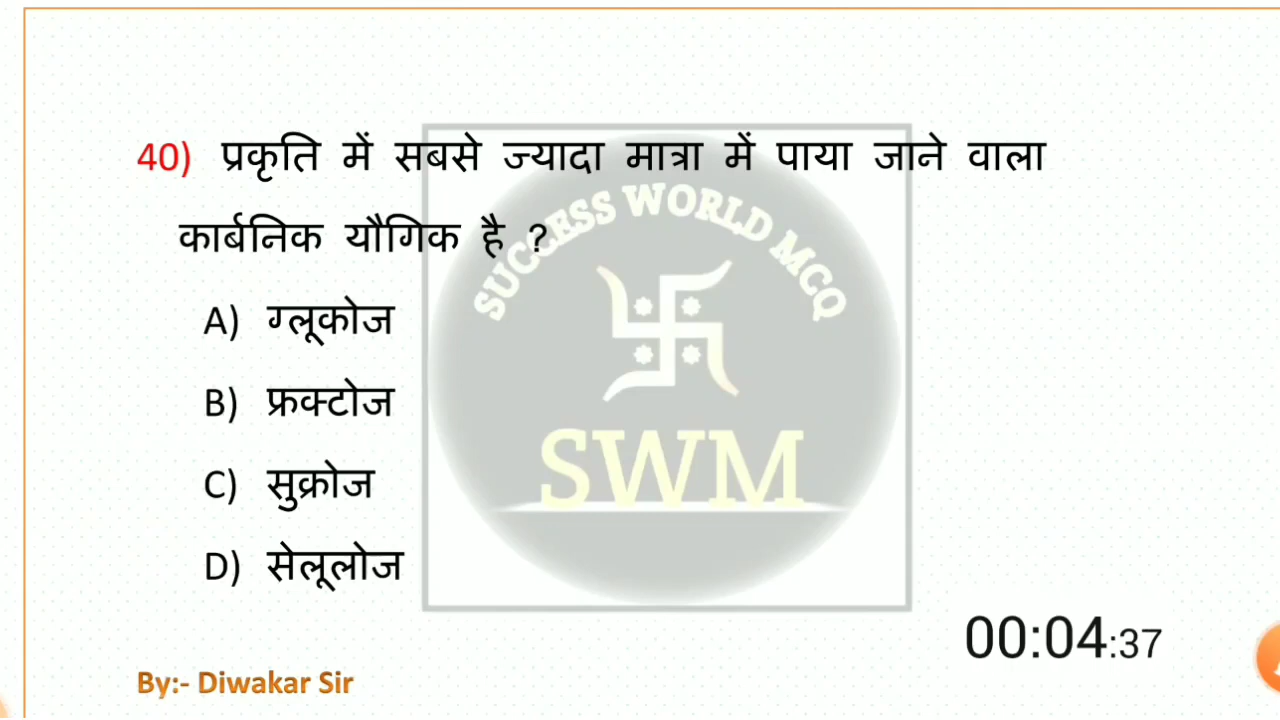 40) प्रकृति में सबसे ज्यादा मात्रा में पाया जाने वाला
कार्बनिक यौगिक है ?
SUCCESS WORLD MCQ
A) ग्लूकोज
B) फ्रक्टोज
C) सुक्रोज
SWM
D) सेलूलोज
00:04:37
By:- Diwakar Sir